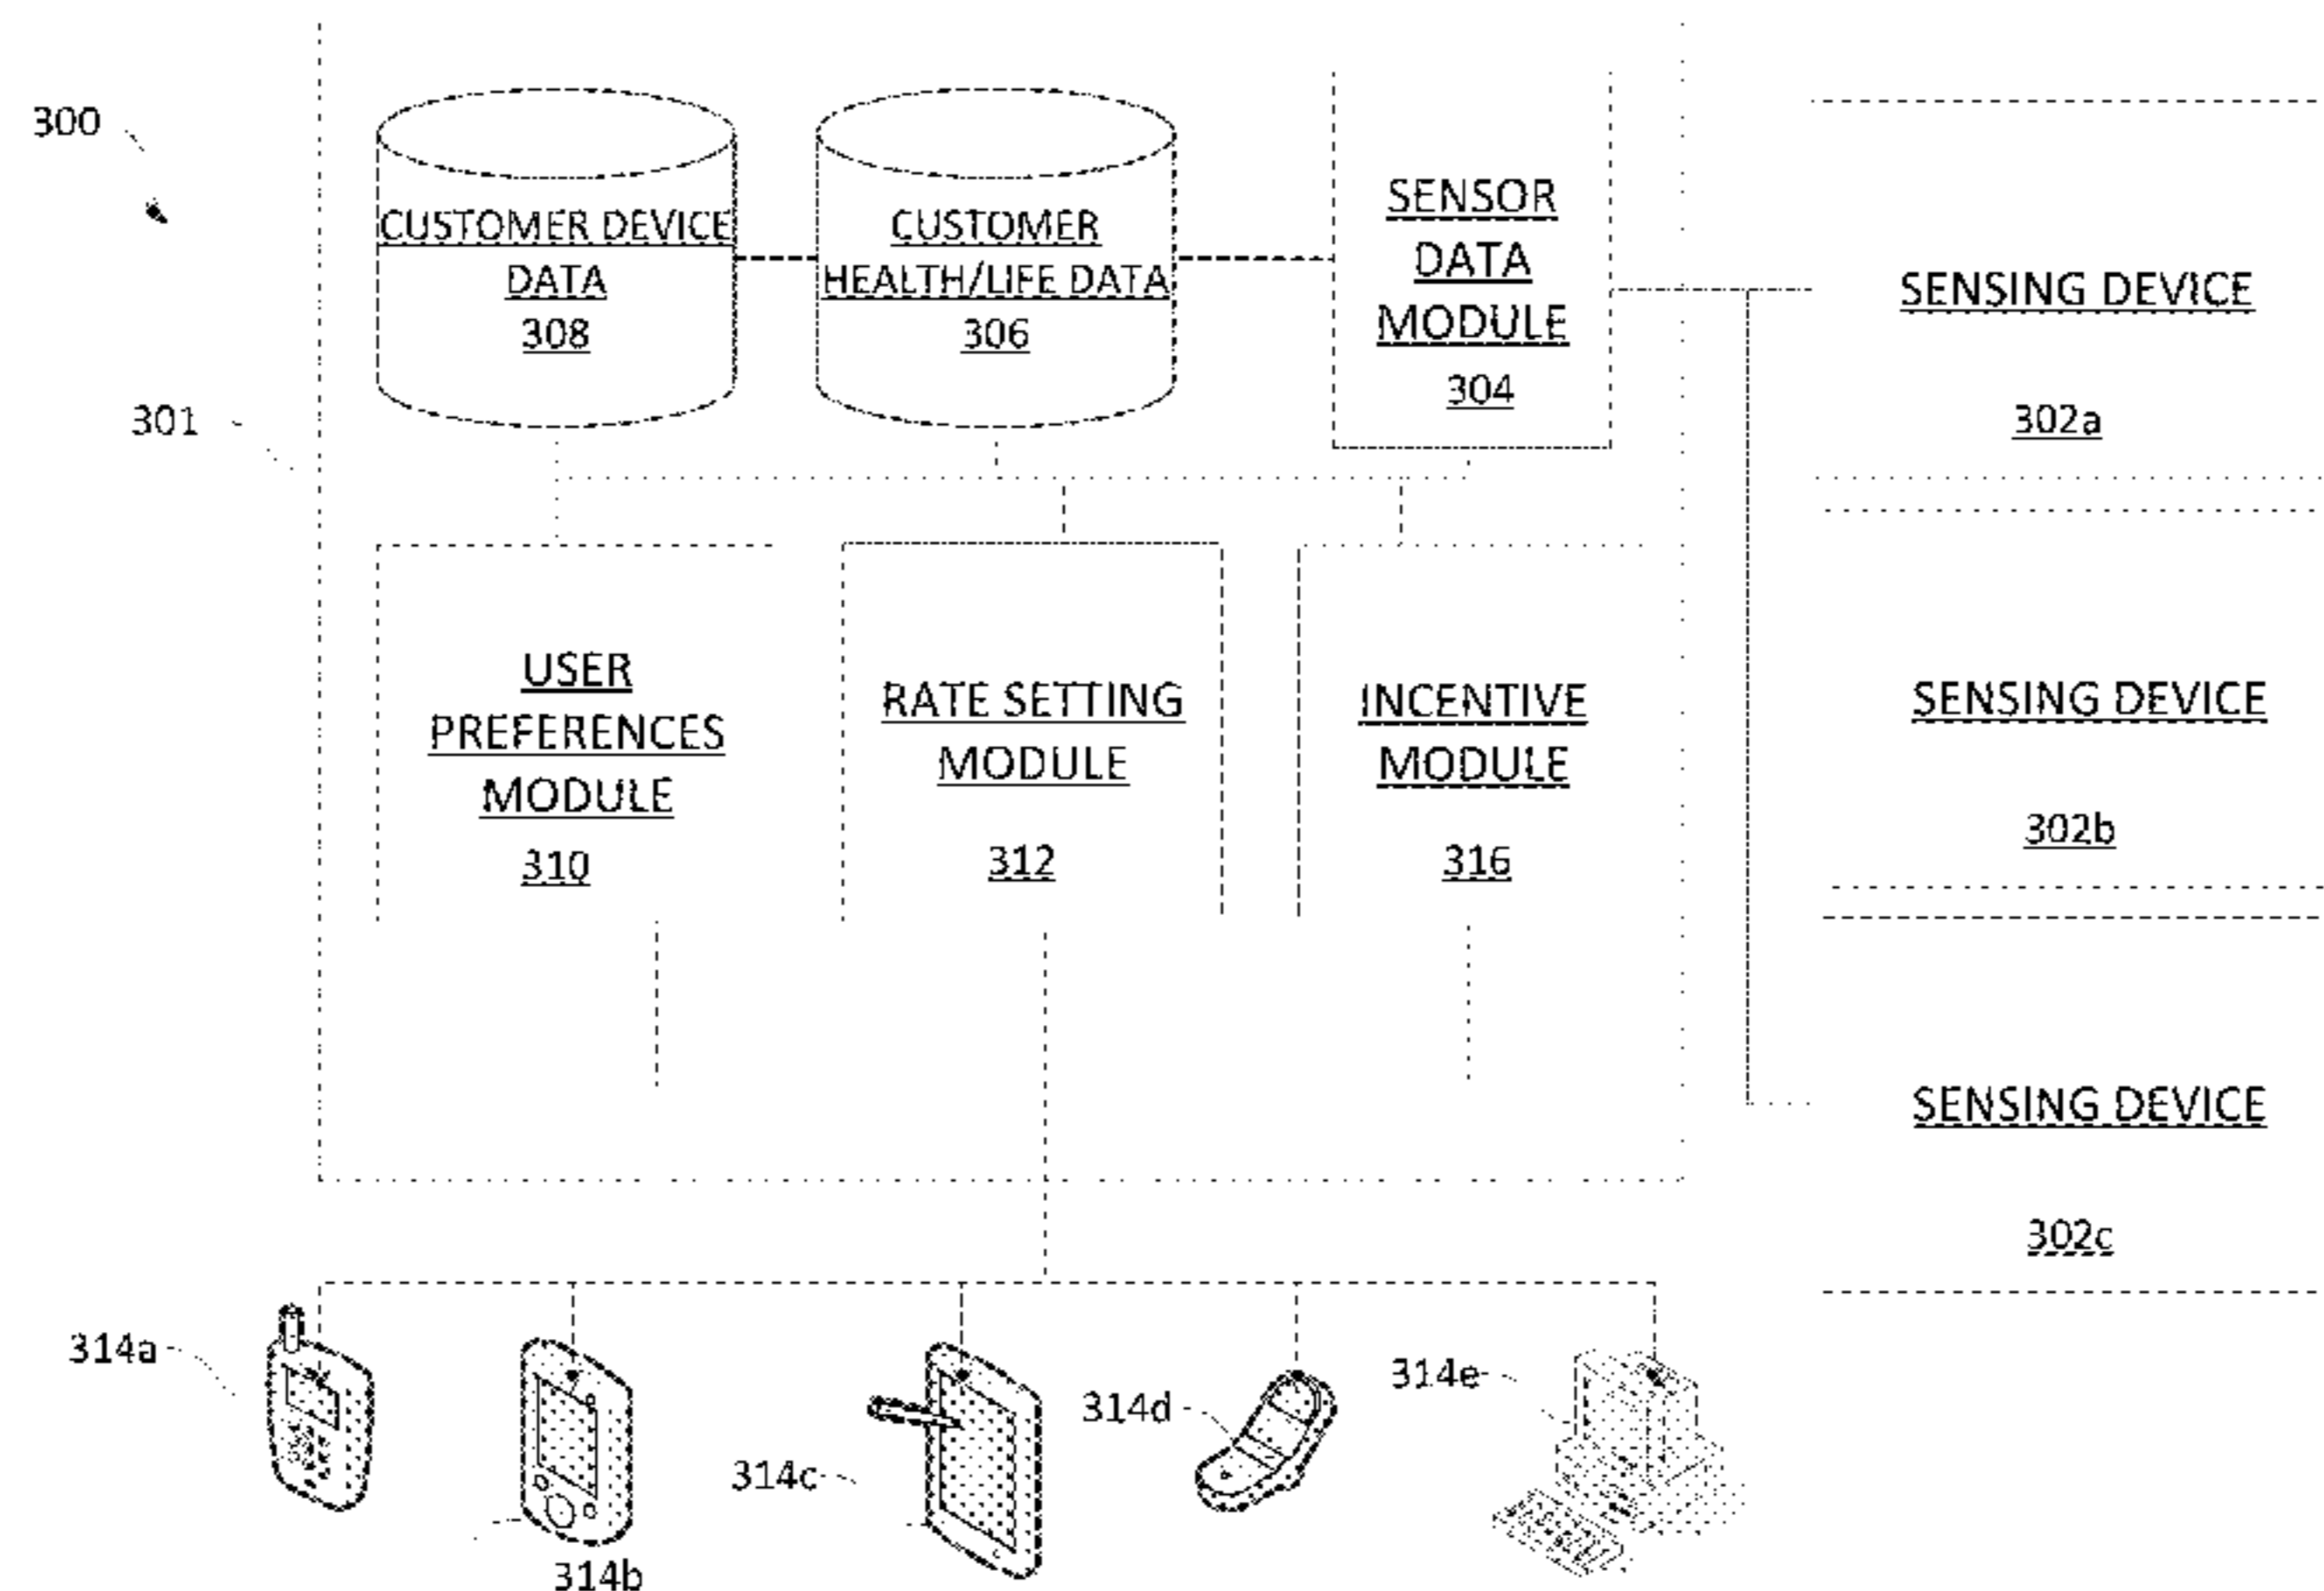 300
301
CUSTOMER DEVICE
DATA
308
CUSTOMER
HEALTH/LIFE DATA
306
SENSOR
DATA
MODULE
304
SENSING DEVICE
302a
USER
PREFERENCES
MODULE
310
RATE SETTING
MODULE
312
INCENTIVE
MODULE
316
SENSING DEVICE
302b
SENSING DEVICE
302c
314a
314b
314c
314d
314e